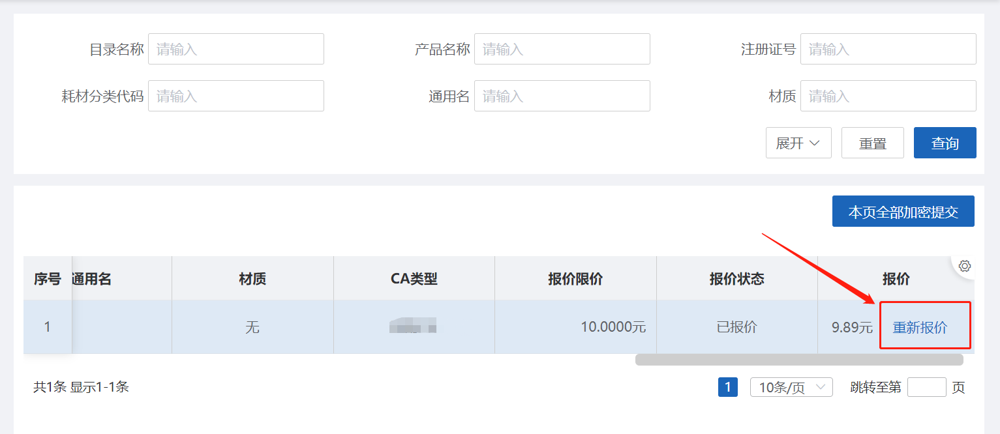 目录名称 请输入 产品名称 请输入 注册证号 请输入
耗材分类代码 请输入 通用名 请输入 材质 请输入
展开 重置 查询
本页全部加密提交
序号 通用名 材质 CA类型 报价限价 报价状态 报价
1 无 10.0000元 已报价 9.89元 重新报价
共1条 显示1-1条 1 10条/页 跳转至第 页